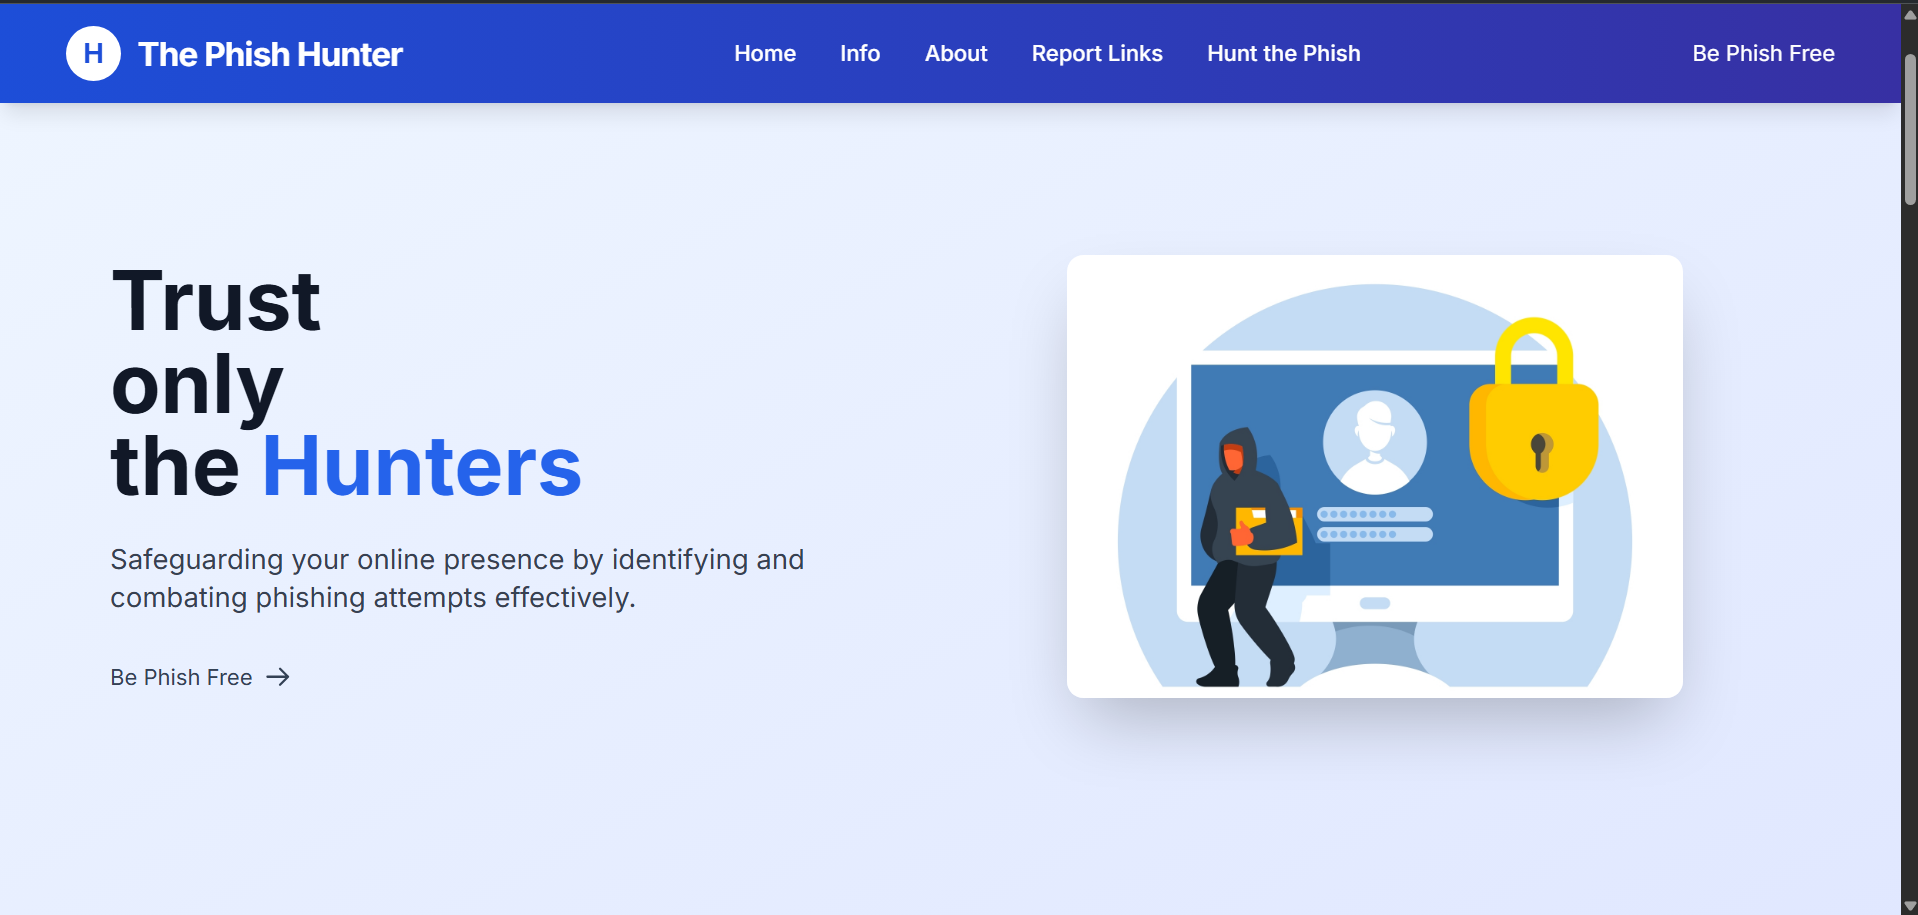 H The Phish Hunter Home Info About Report Links Hunt the Phish Be Phish Free
Trust
only
the Hunters
Safeguarding your online presence by identifying and
combating phishing attempts effectively.
Be Phish Free →